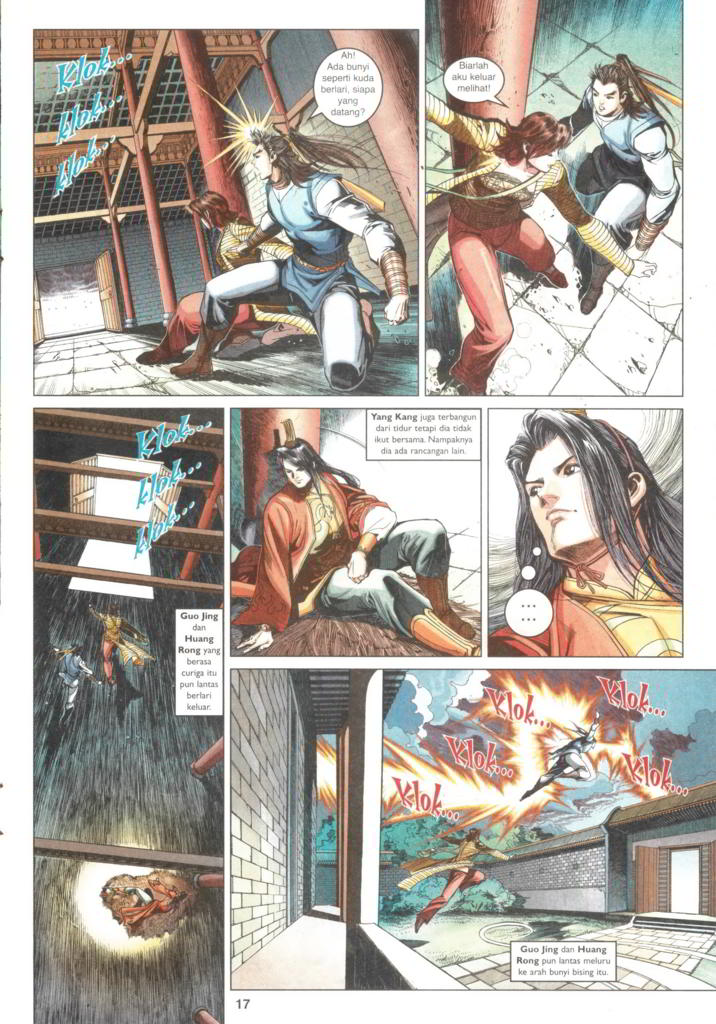 Klok...
Klok...
Klok...
Ah!
Ada bunyi
seperti kuda
berlari, siapa
yang
datang?
Biarlah
aku keluar
melihat!
Klok...
Klok...
Klok...
Guo Jing
dan
Huang
Rong yang
berasa
curiga itu
pun lantas
berlari
keluar.
Yang Kang juga terbangun
dari tidur tetapi dia tidak
ikut bersama. Nampaknya
dia ada rancangan lain.
...
...
Klok...
Klok...
Klok...
Klok...
Klok...
Guo Jing dan Huang
Rong pun lantas meluru
ke arah bunyi bising itu.
17